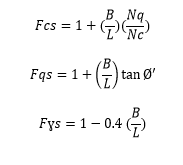 Fcs = 1 + (B/L)(Nq/Nc)
Fqs = 1 + (B/L) tan Ø′
Fγs = 1 − 0.4 (B/L)